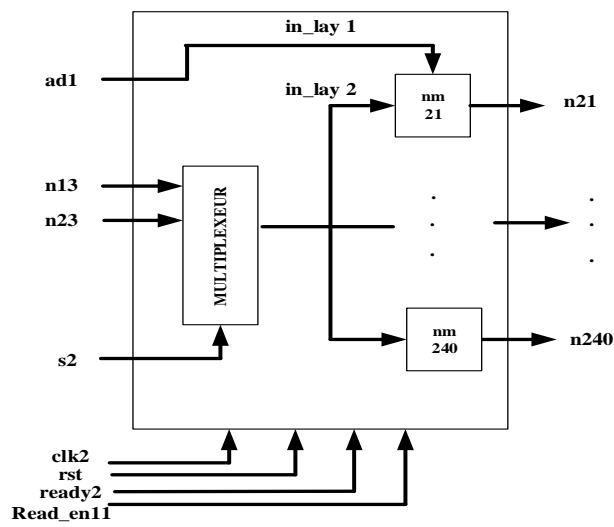 in_lay 1
ad1
in_lay 2
nm
21
n21
n13
n23
MULTIPLEXEUR
s2
nm
240
n240
clk2
rst
ready2
Read_en11